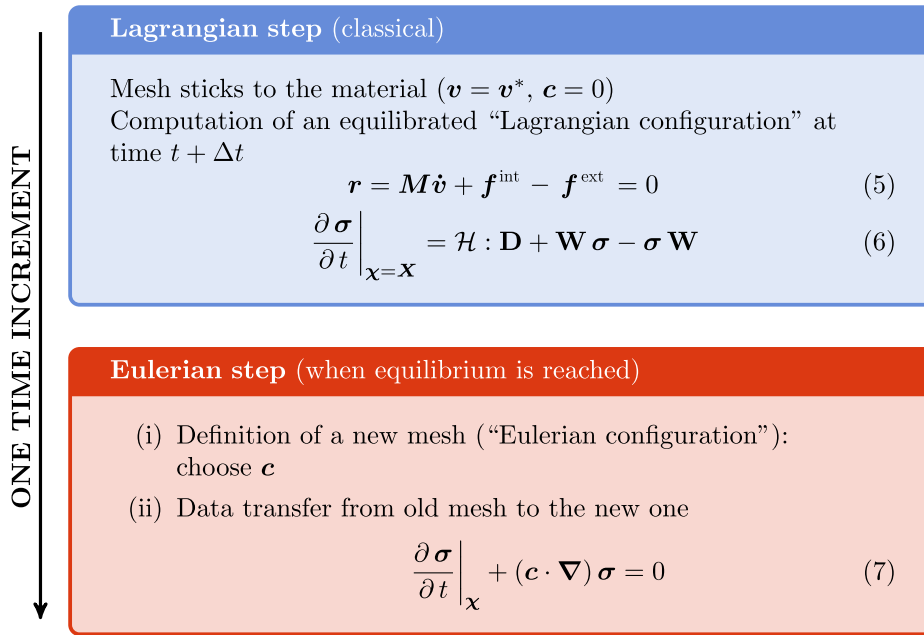 ONE TIME INCREMENT
Lagrangian step (classical)
Mesh sticks to the material (v = v*, c = 0)
Computation of an equilibrated “Lagrangian configuration” at
time t + Δt
r = Mv̇ + f^int − f^ext = 0 (5)
∂σ/∂t|_χ=X = ℋ : D + W σ − σ W (6)
Eulerian step (when equilibrium is reached)
(i) Definition of a new mesh (“Eulerian configuration”):
choose c
(ii) Data transfer from old mesh to the new one
∂σ/∂t|_χ + (c · ∇) σ = 0 (7)